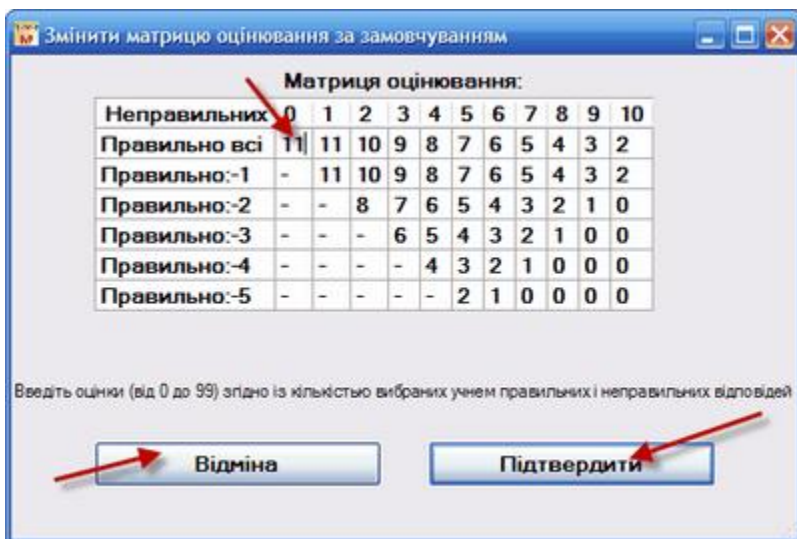 Змінити матрицю оцінювання за замовчуванням
Матриця оцінювання:
Неправильних 0 1 2 3 4 5 6 7 8 9 10
Правильно всі 11 11 10 9 8 7 6 5 4 3 2
Правильно:-1 - 11 10 9 8 7 6 5 4 3 2
Правильно:-2 - - 8 7 6 5 4 3 2 1 0
Правильно:-3 - - - 6 5 4 3 2 1 0 0
Правильно:-4 - - - - 4 3 2 1 0 0 0
Правильно:-5 - - - - - 2 1 0 0 0 0
Введіть оцінки (від 0 до 99) згідно із кількістью вибраних учнем правильних і неправильних відповідей
Відміна Підтвердити